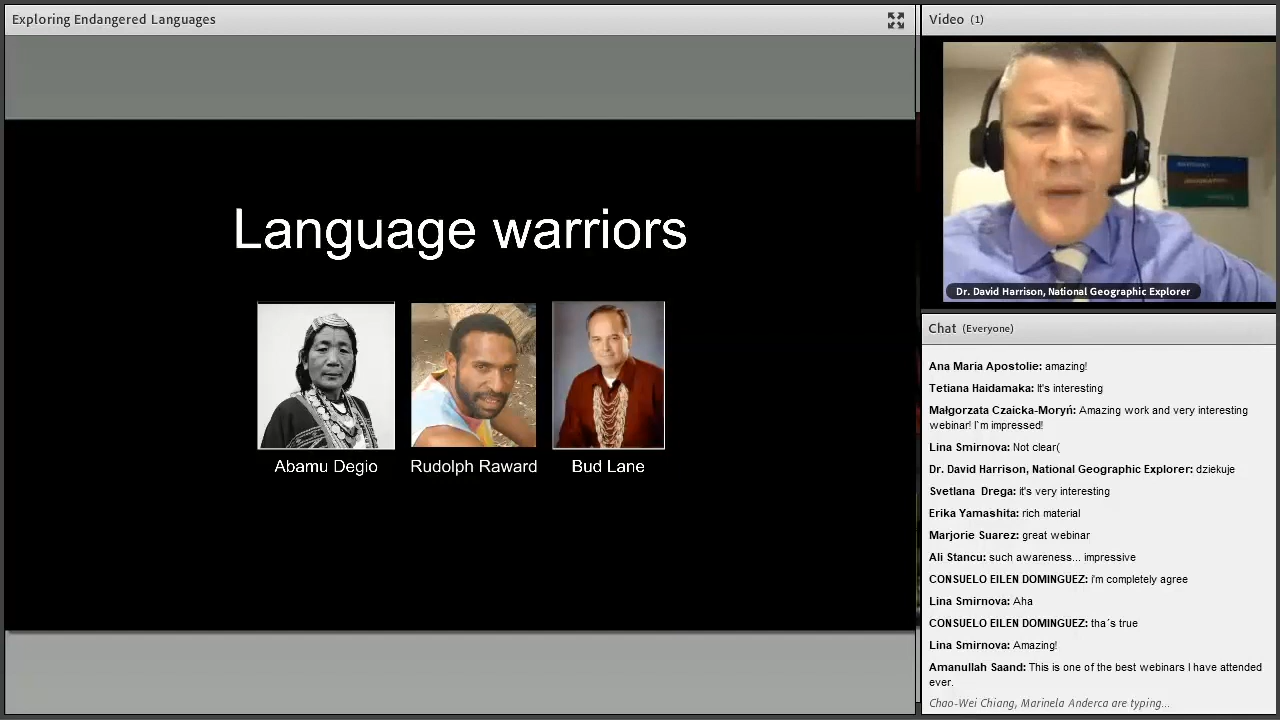 Exploring Endangered Languages
Language warriors
Abamu Degio
Rudolph Raward
Bud Lane
Video (1)
Dr. David Harrison, National Geographic Explorer
Chat (Everyone)
Ana Maria Apostolie: amazing!
Tetiana Haidamaka: It's interesting
Małgorzata Czaicka-Moryń: Amazing work and very interesting
webinar! I`m impressed!
Lina Smirnova: Not clear(
Dr. David Harrison, National Geographic Explorer: dziekuje
Svetlana Drega: it's very interesting
Erika Yamashita: rich material
Marjorie Suarez: great webinar
Ali Stancu: such awareness... impressive
CONSUELO EILEN DOMINGUEZ: i'm completely agree
Lina Smirnova: Aha
CONSUELO EILEN DOMINGUEZ: tha´s true
Lina Smirnova: Amazing!
Amanullah Saand: This is one of the best webinars I have attended
ever.
Chao-Wei Chiang, Marinela Anderca are typing...